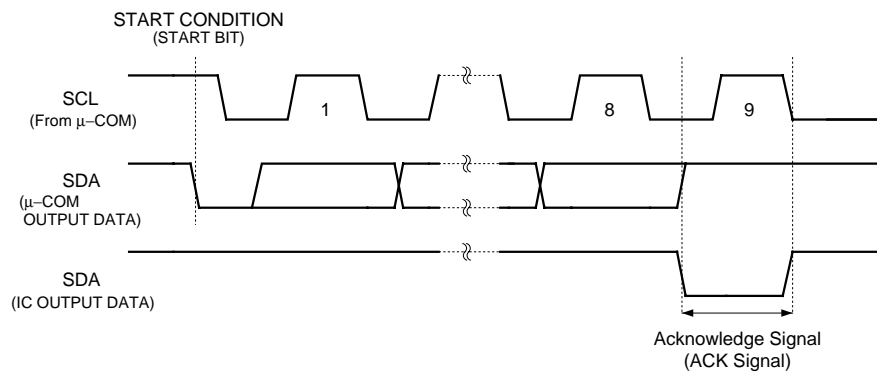 START CONDITION
(START BIT)
SCL
(From μ−COM)
1
8
9
SDA
(μ−COM
OUTPUT DATA)
SDA
(IC OUTPUT DATA)
Acknowledge Signal
(ACK Signal)